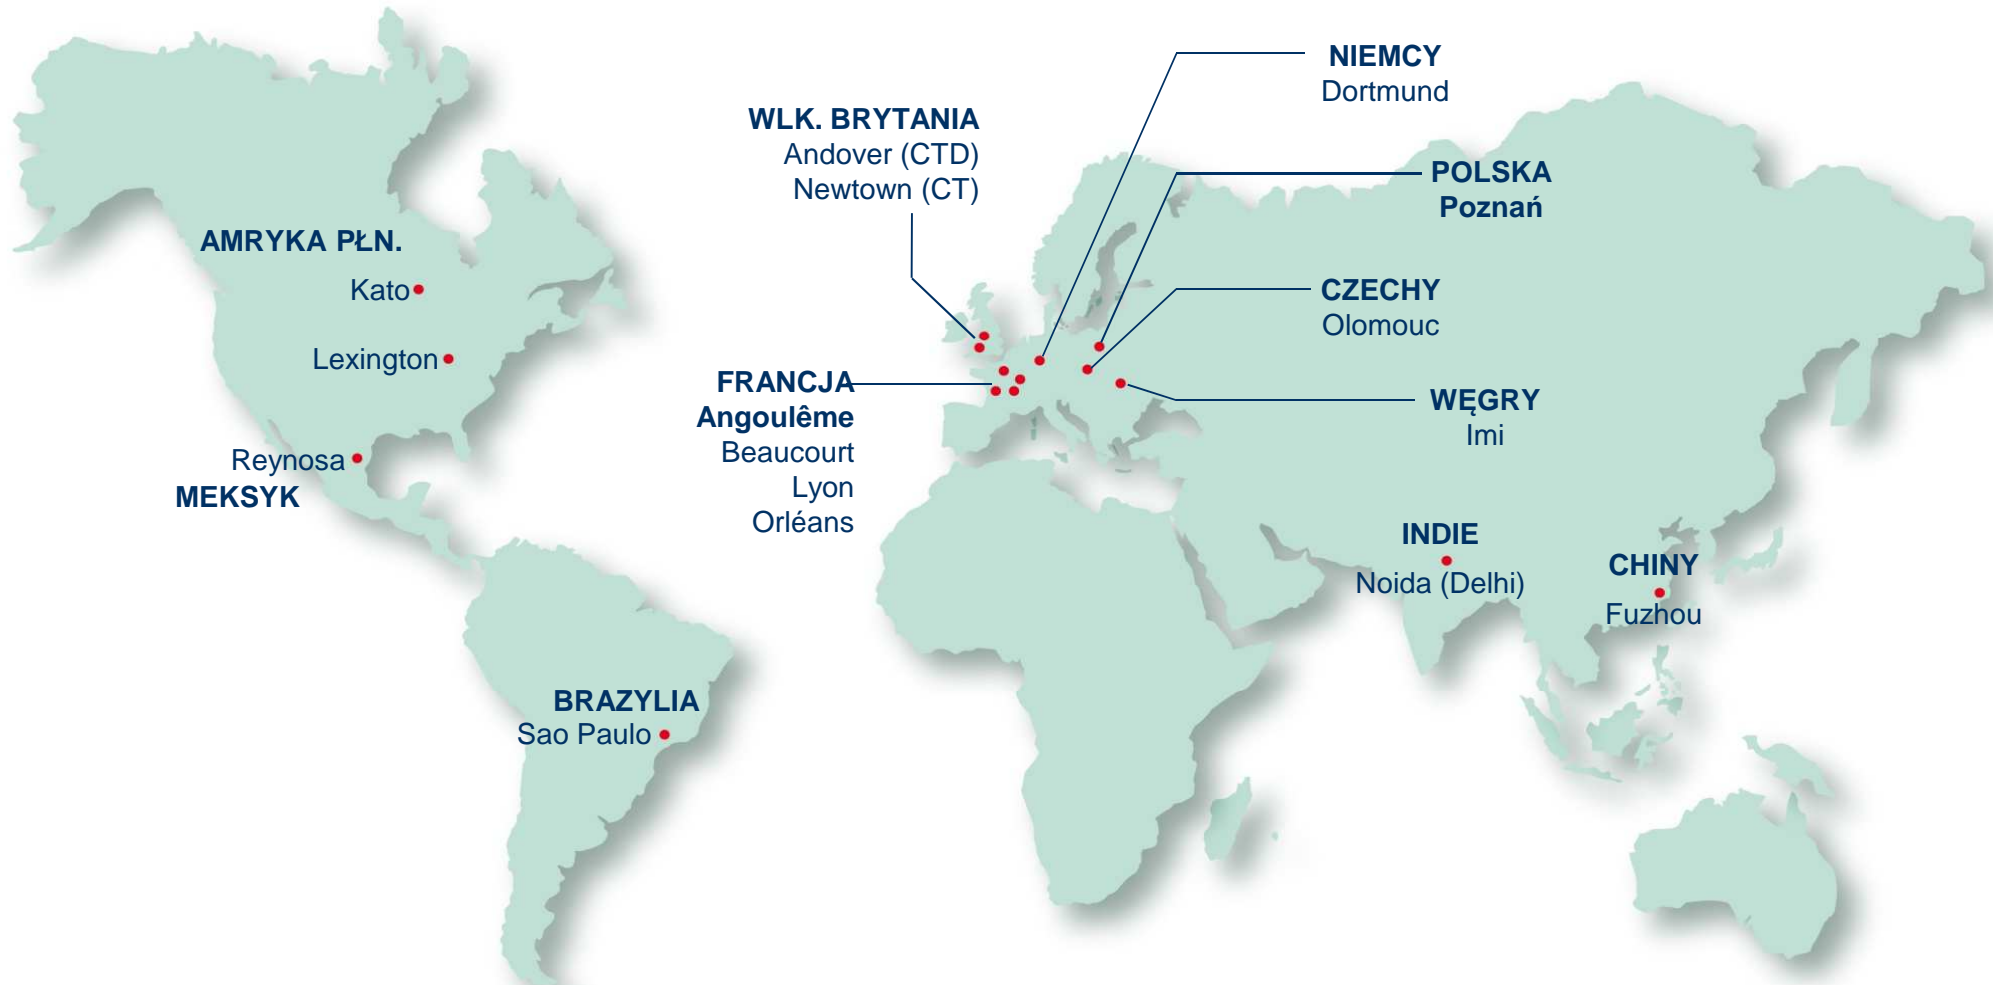 NIEMCY
Dortmund
WLK. BRYTANIA
Andover (CTD)
Newtown (CT)
POLSKA
Poznań
AMRYKA PŁN.
Kato
Lexington
CZECHY
Olomouc
FRANCJA
Angoulême
Beaucourt
Lyon
Orléans
WĘGRY
Imi
Reynosa
MEKSYK
INDIE
Noida (Delhi)
CHINY
Fuzhou
BRAZYLIA
Sao Paulo